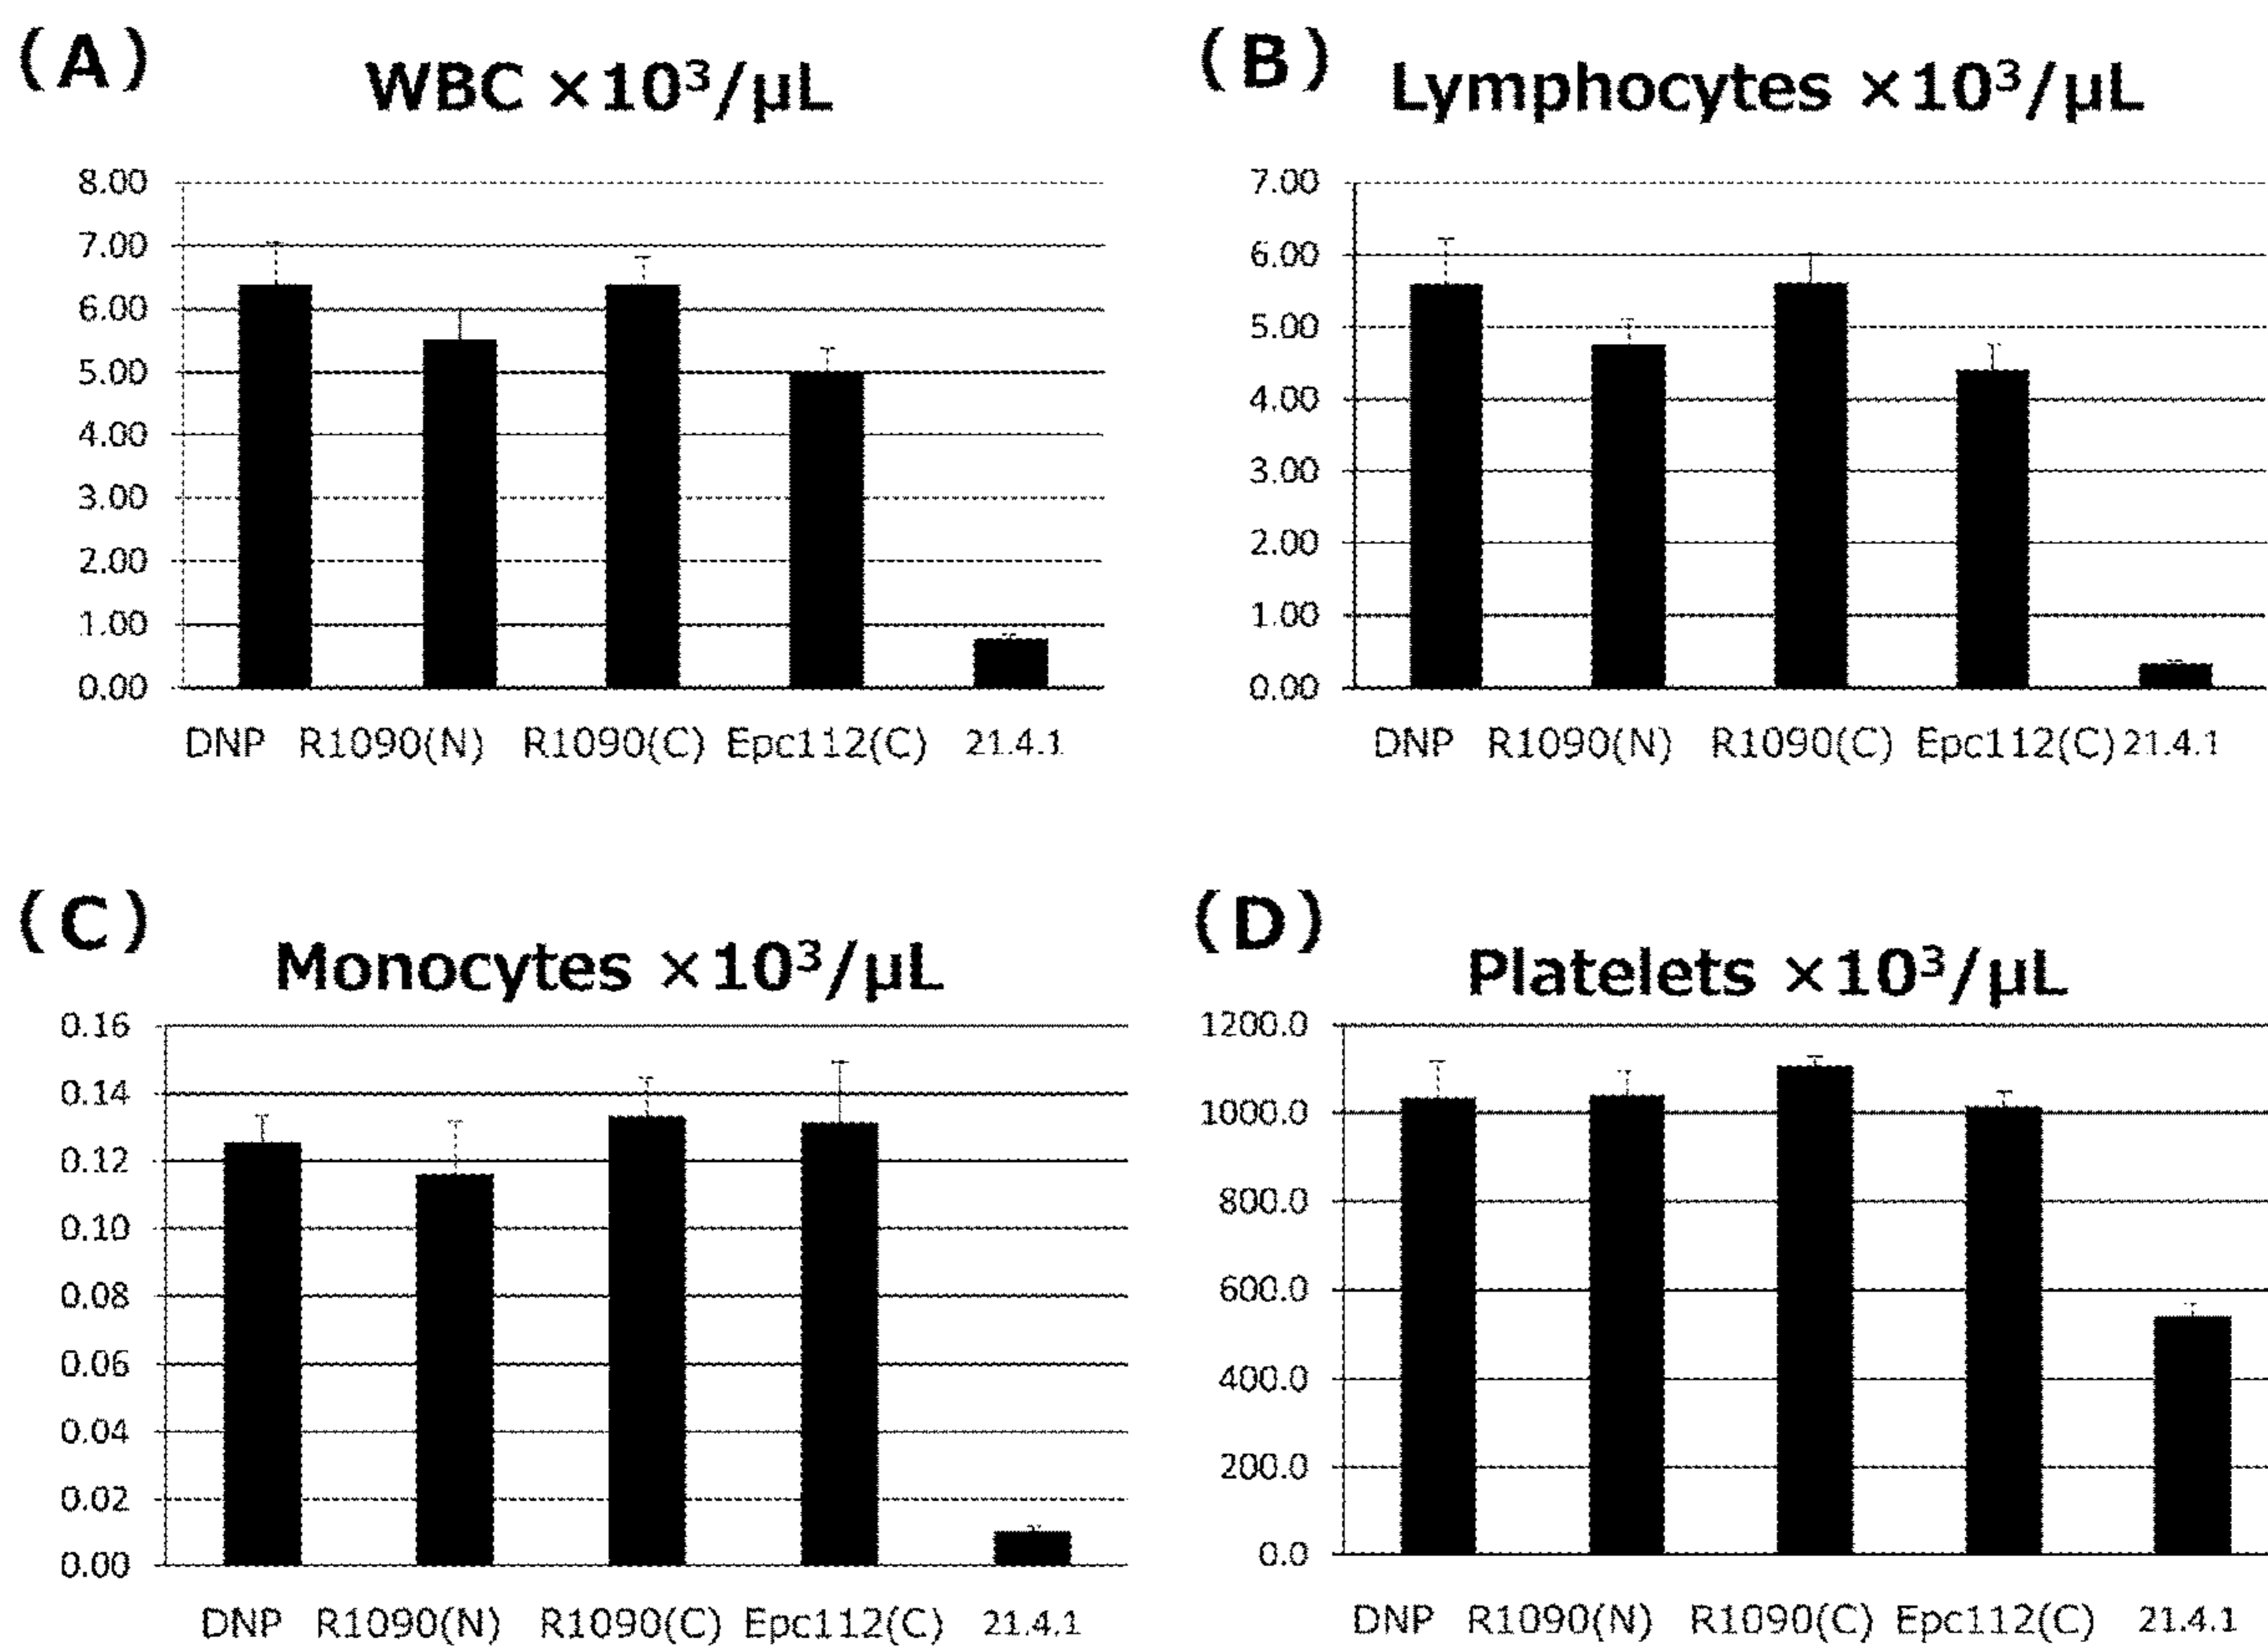 (A)
WBC ×10³/µL
8.00
7.00
6.00
5.00
4.00
3.00
2.00
1.00
0.00
DNP R1090(N) R1090(C) Epc112(C) 21.4.1
(B)
Lymphocytes ×10³/µL
7.00
6.00
5.00
4.00
3.00
2.00
1.00
0.00
DNP R1090(N) R1090(C) Epc112(C) 21.4.1
(C)
Monocytes ×10³/µL
0.16
0.14
0.12
0.10
0.08
0.06
0.04
0.02
0.00
DNP R1090(N) R1090(C) Epc112(C) 21.4.1
(D)
Platelets ×10³/µL
1200.0
1000.0
800.0
600.0
400.0
200.0
0.0
DNP R1090(N) R1090(C) Epc112(C) 21.4.1